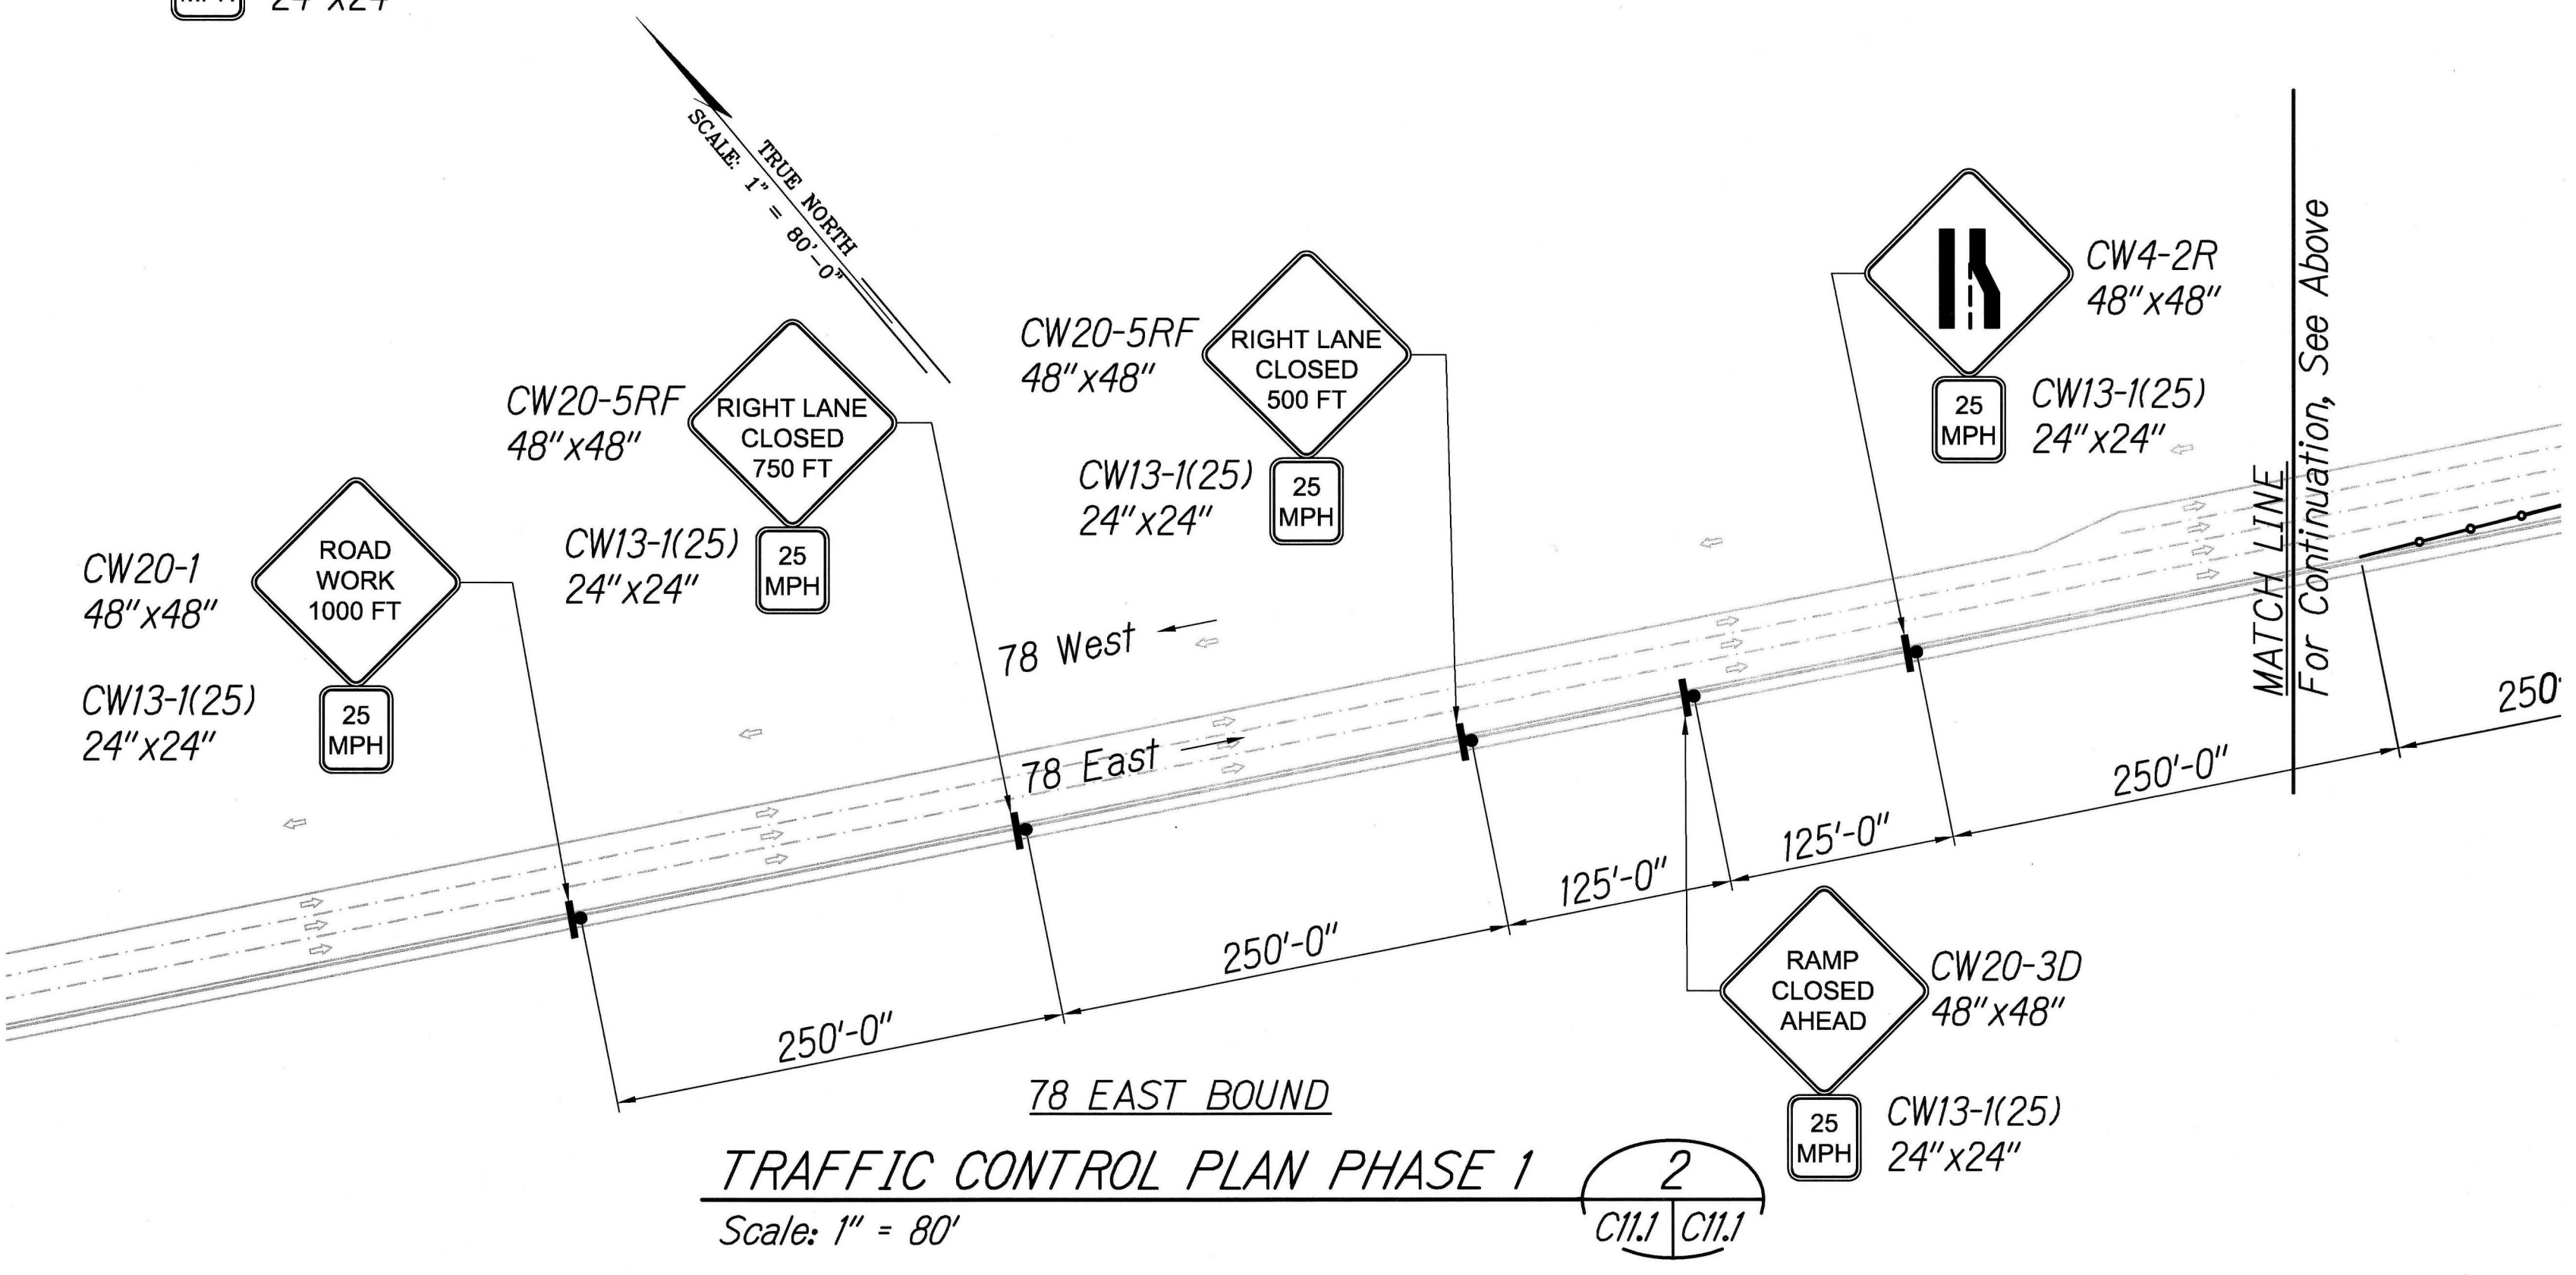 MPH
24"x24"
TRUE NORTH
SCALE: 1" = 80'-0"
CW20-1
48"x48"
ROAD
WORK
1000 FT
CW13-1(25)
24"x24"
25
MPH
CW20-5RF
48"x48"
RIGHT LANE
CLOSED
750 FT
CW13-1(25)
24"x24"
25
MPH
CW20-5RF
48"x48"
RIGHT LANE
CLOSED
500 FT
CW13-1(25)
24"x24"
25
MPH
CW4-2R
48"x48"
25
MPH
CW13-1(25)
24"x24"
MATCH LINE
For Continuation, See Above
78 West
78 East
250'-0"
250'-0"
125'-0"
125'-0"
250'-0"
250'
RAMP
CLOSED
AHEAD
CW20-3D
48"x48"
25
MPH
CW13-1(25)
24"x24"
78 EAST BOUND
TRAFFIC CONTROL PLAN PHASE 1
Scale: 1" = 80'
2
C11.1 C11.1